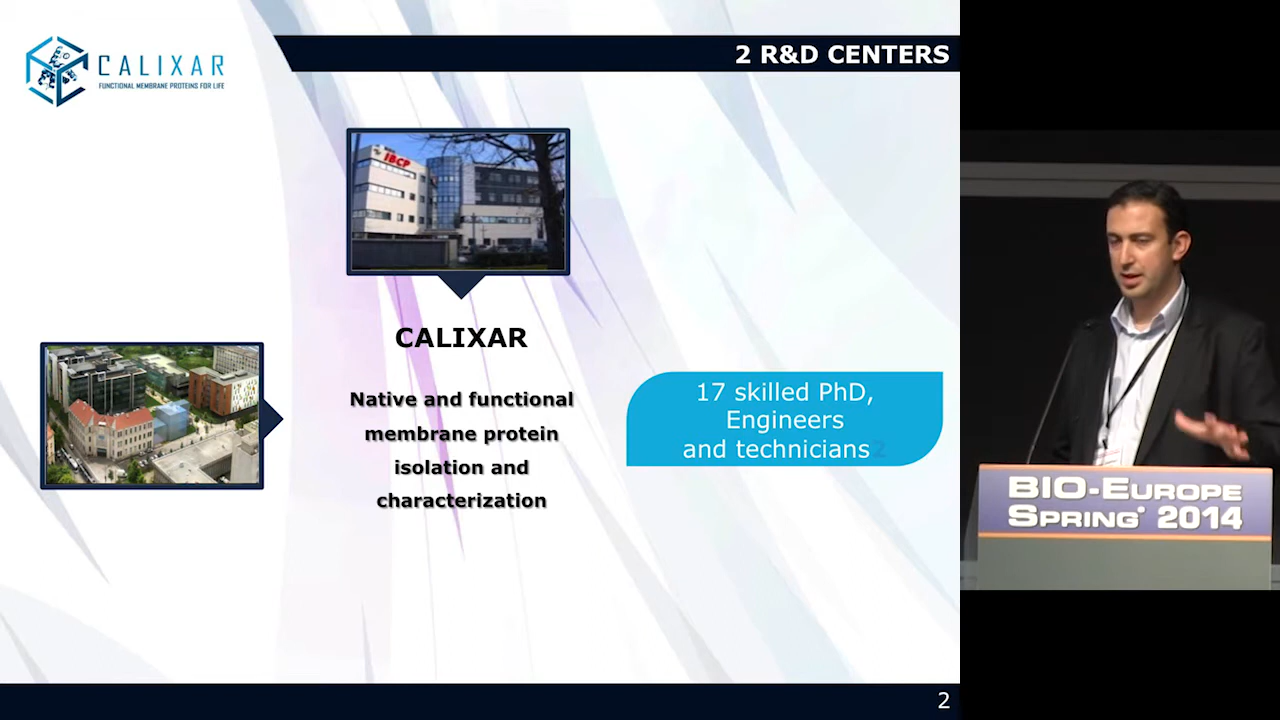 CALIXAR
FUNCTIONAL MEMBRANE PROTEINS FOR LIFE
2 R&D CENTERS
IBCP
CALIXAR
Native and functional
membrane protein
isolation and
characterization
17 skilled PhD,
Engineers
and technicians 2
BIO-EUROPE
SPRING® 2014
2